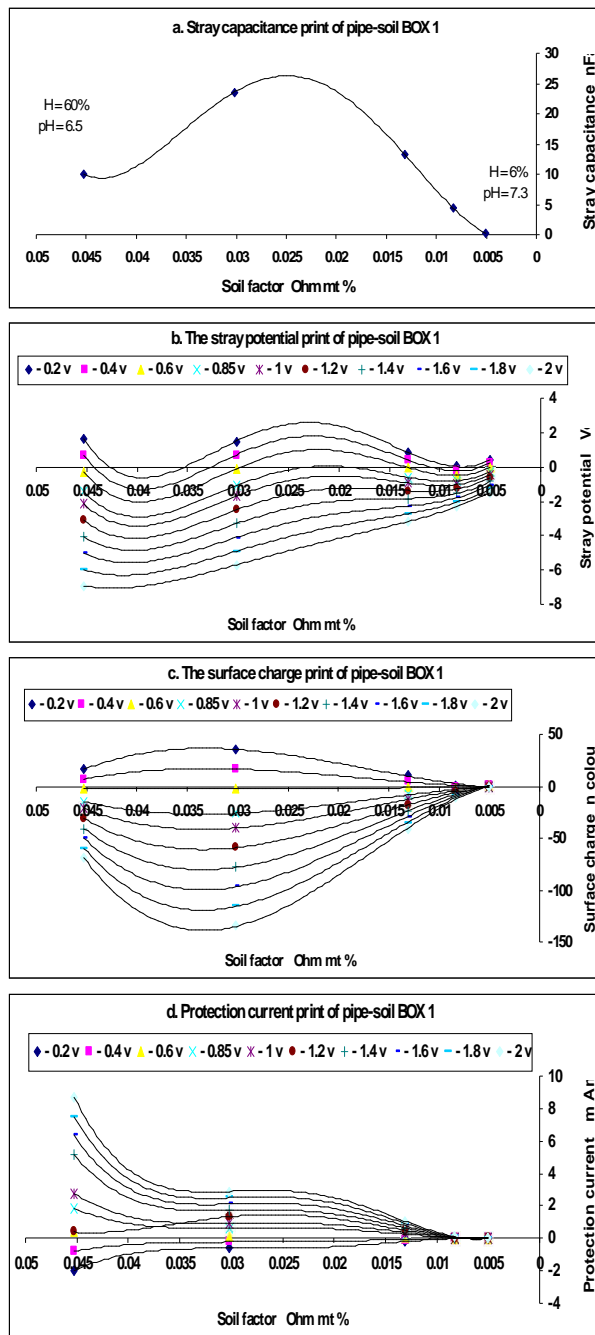 a. Stray capacitance print of pipe-soil BOX 1
30
25
20
15
10
5
0
Stray capacitance nF
H=60%
pH=6.5
H=6%
pH=7.3
0.05 0.045 0.04 0.035 0.03 0.025 0.02 0.015 0.01 0.005 0
Soil factor Ohm mt %
b. The stray potential print of pipe-soil BOX 1
- 0.2 v - 0.4 v - 0.6 v - 0.85 v - 1 v - 1.2 v - 1.4 v - 1.6 v - 1.8 v - 2 v
4
2
0
-2
-4
-6
-8
Stray potential v
0.05 0.045 0.04 0.035 0.03 0.025 0.02 0.015 0.01 0.005 0
Soil factor Ohm mt %
c. The surface charge print of pipe-soil BOX 1
- 0.2 v - 0.4 v - 0.6 v - 0.85 v - 1 v - 1.2 v - 1.4 v - 1.6 v - 1.8 v - 2 v
50
0
-50
-100
-150
Surface charge n colou
0.05 0.045 0.04 0.035 0.03 0.025 0.02 0.015 0.01 0.005 0
Soil factor Ohm mt %
d. Protection current print of pipe-soil BOX 1
- 0.2 v - 0.4 v - 0.6 v - 0.85 v - 1 v - 1.2 v - 1.4 v - 1.6 v - 1.8 v - 2 v
10
8
6
4
2
0
-2
-4
Protection current m Am
0.05 0.045 0.04 0.035 0.03 0.025 0.02 0.015 0.01 0.005 0
Soil factor Ohm mt %